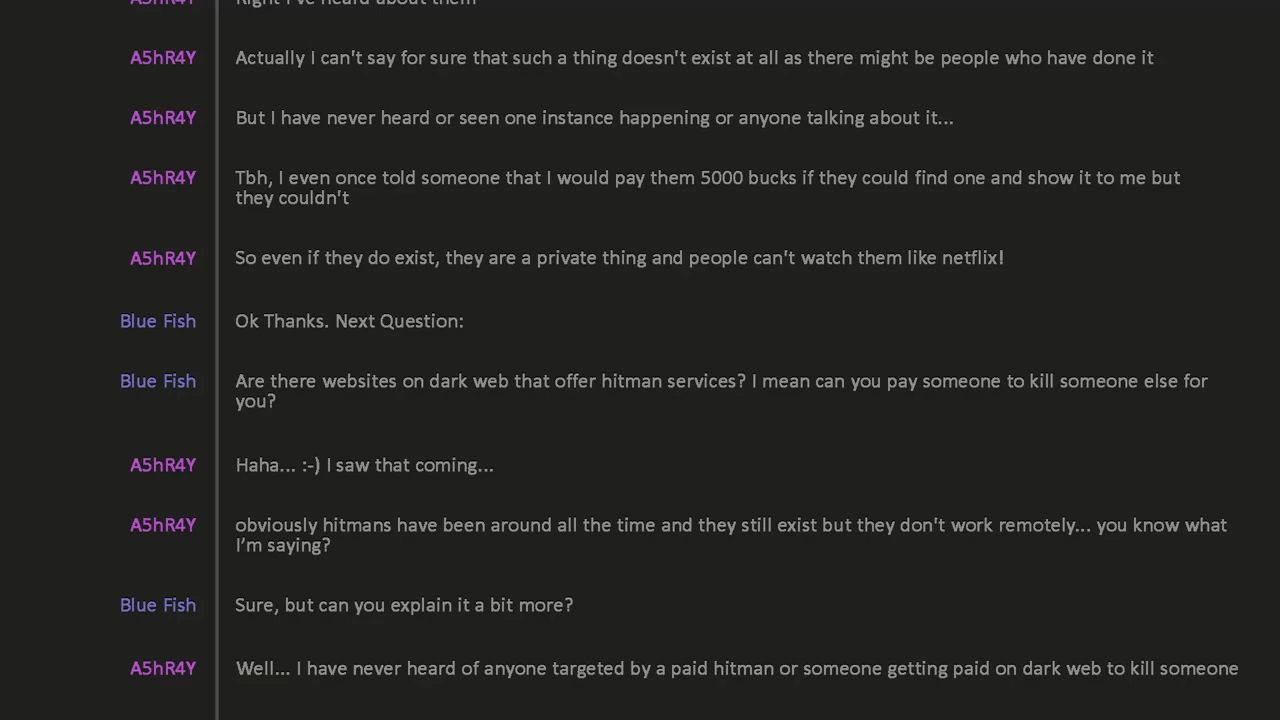 A5hR4Y Right I've heard about them
A5hR4Y Actually I can't say for sure that such a thing doesn't exist at all as there might be people who have done it
A5hR4Y But I have never heard or seen one instance happening or anyone talking about it...
A5hR4Y Tbh, I even once told someone that I would pay them 5000 bucks if they could find one and show it to me but
they couldn't
A5hR4Y So even if they do exist, they are a private thing and people can't watch them like netflix!
Blue Fish Ok Thanks. Next Question:
Blue Fish Are there websites on dark web that offer hitman services? I mean can you pay someone to kill someone else for
you?
A5hR4Y Haha... :-) I saw that coming...
A5hR4Y obviously hitmans have been around all the time and they still exist but they don't work remotely... you know what
I’m saying?
Blue Fish Sure, but can you explain it a bit more?
A5hR4Y Well... I have never heard of anyone targeted by a paid hitman or someone getting paid on dark web to kill someone